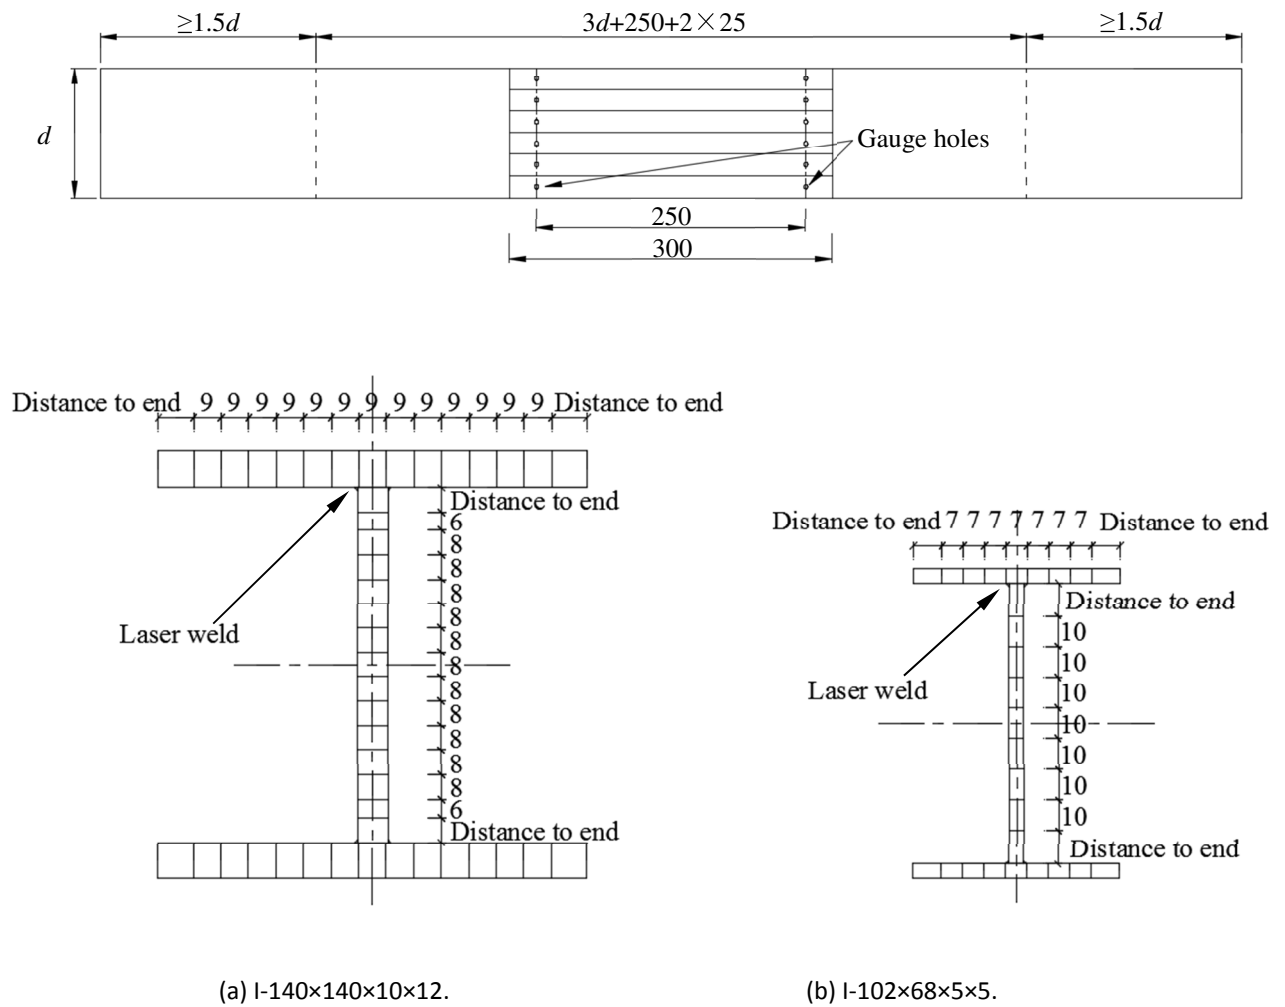 ≥1.5d 3d+250+2×25 ≥1.5d
d
Gauge holes
250
300
Distance to end 9 9 9 9 9 9 9 9 9 9 9 9 9 Distance to end
Distance to end
6
8
8
8
8
8
8
8
8
8
8
8
6
Distance to end
Laser weld
Distance to end 7 7 7 7 7 7 7 Distance to end
Distance to end
10
10
10
10
10
10
10
Distance to end
Laser weld
(a) I-140×140×10×12. (b) I-102×68×5×5.